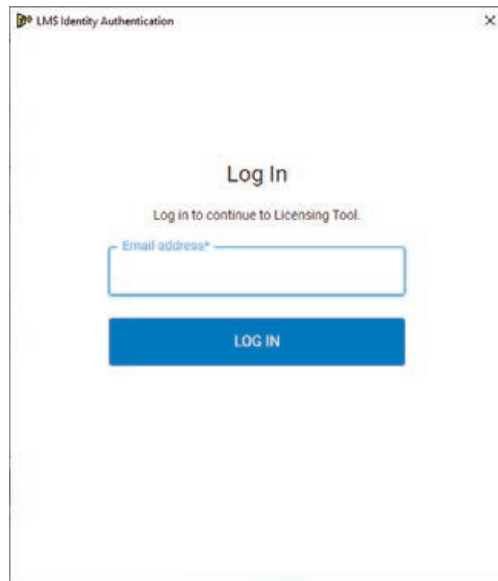 LMS Identity Authentication
Log In
Log in to continue to Licensing Tool.
Email address*
LOG IN